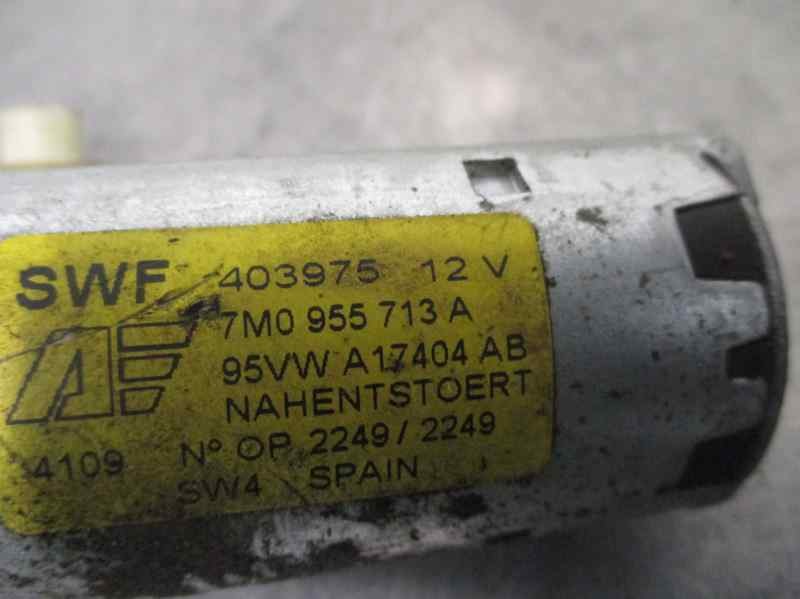 SWF 403975 12 V
7M0 955 713 A
95VW A17404 AB
NAHENTSTOERT
4109 Nº OP 2249 / 2249
SW4 SPAIN